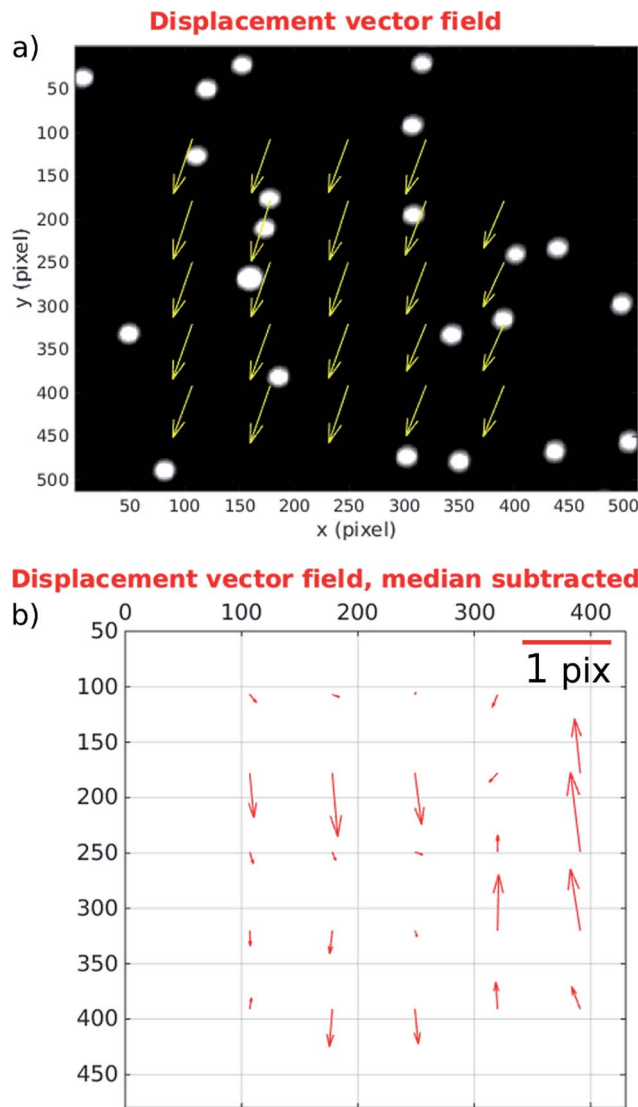 Displacement vector field
a)
50
100
150
200
250
300
350
400
450
500
y (pixel)
50 100 150 200 250 300 350 400 450 500
x (pixel)
Displacement vector field, median subtracted
b)
0 100 200 300 400
50
1 pix
100
150
200
250
300
350
400
450